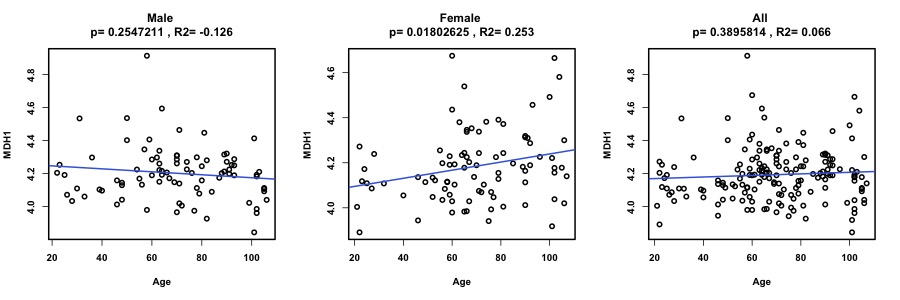 Male
p= 0.2547211 , R2= -0.126
MDH1
4.0 4.2 4.4 4.6 4.8
20 40 60 80 100
Age
Female
p= 0.01802625 , R2= 0.253
MDH1
4.0 4.2 4.4 4.6
20 40 60 80 100
Age
All
p= 0.3895814 , R2= 0.066
MDH1
4.0 4.2 4.4 4.6 4.8
20 40 60 80 100
Age